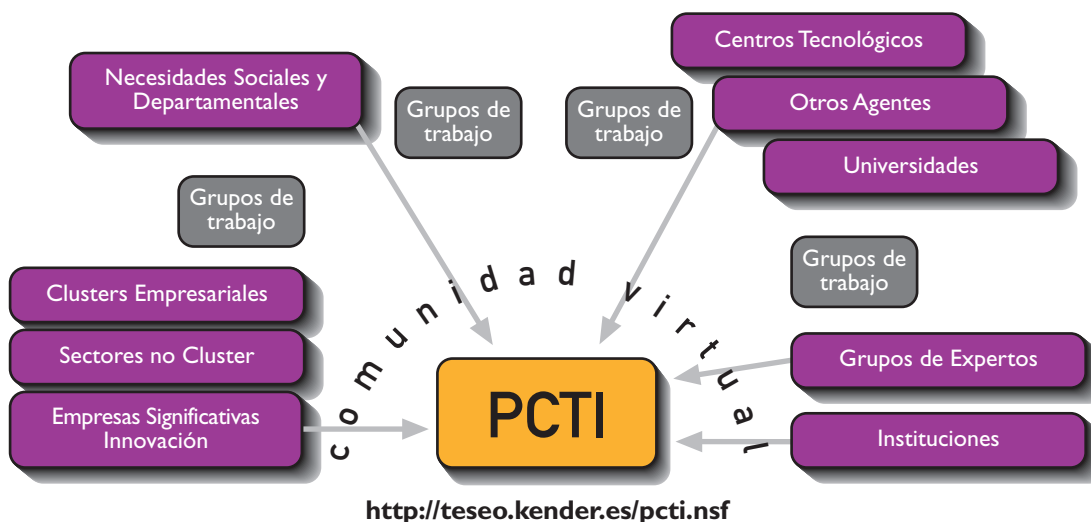 Necesidades Sociales y
Departamentales
Grupos de
trabajo
Grupos de
trabajo
Centros Tecnológicos
Otros Agentes
Universidades
Grupos de
trabajo
Grupos de
trabajo
Clusters Empresariales
Sectores no Cluster
Empresas Significativas
Innovación
comunidad virtual
PCTI
Grupos de Expertos
Instituciones
http://teseo.kender.es/pcti.nsf